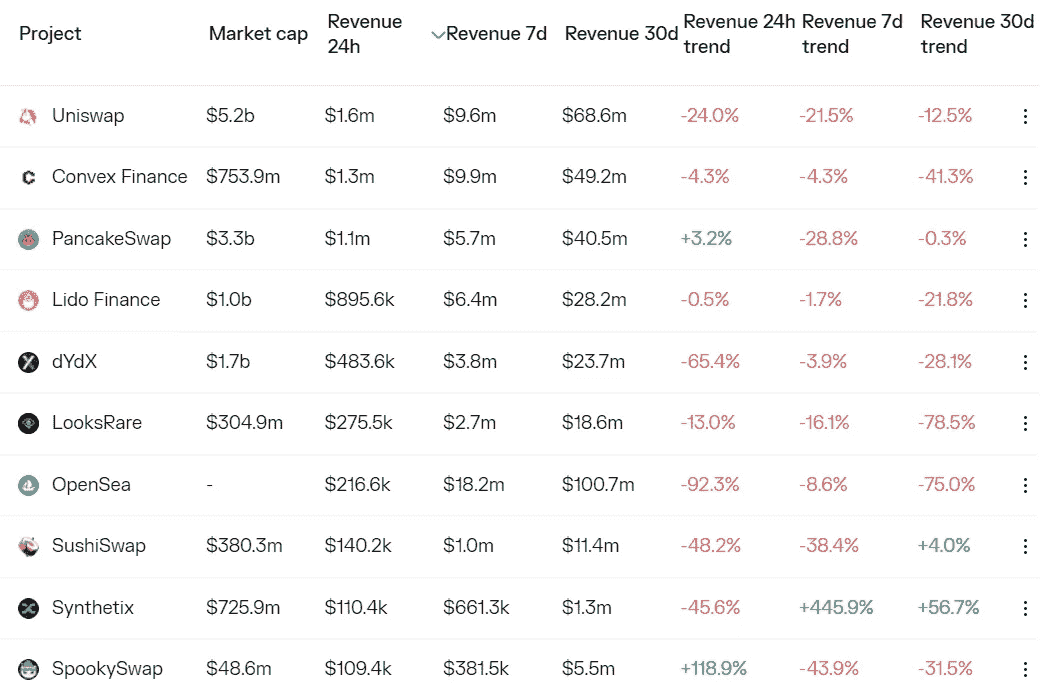 Project Market cap Revenue 24h Revenue 7d Revenue 30d Revenue 24h trend Revenue 7d trend Revenue 30d trend
Uniswap $5.2b $1.6m $9.6m $68.6m -24.0% -21.5% -12.5%
Convex Finance $753.9m $1.3m $9.9m $49.2m -4.3% -4.3% -41.3%
PancakeSwap $3.3b $1.1m $5.7m $40.5m +3.2% -28.8% -0.3%
Lido Finance $1.0b $895.6k $6.4m $28.2m -0.5% -1.7% -21.8%
dYdX $1.7b $483.6k $3.8m $23.7m -65.4% -3.9% -28.1%
LooksRare $304.9m $275.5k $2.7m $18.6m -13.0% -16.1% -78.5%
OpenSea - $216.6k $18.2m $100.7m -92.3% -8.6% -75.0%
SushiSwap $380.3m $140.2k $1.0m $11.4m -48.2% -38.4% +4.0%
Synthetix $725.9m $110.4k $661.3k $1.3m -45.6% +445.9% +56.7%
SpookySwap $48.6m $109.4k $381.5k $5.5m +118.9% -43.9% -31.5%